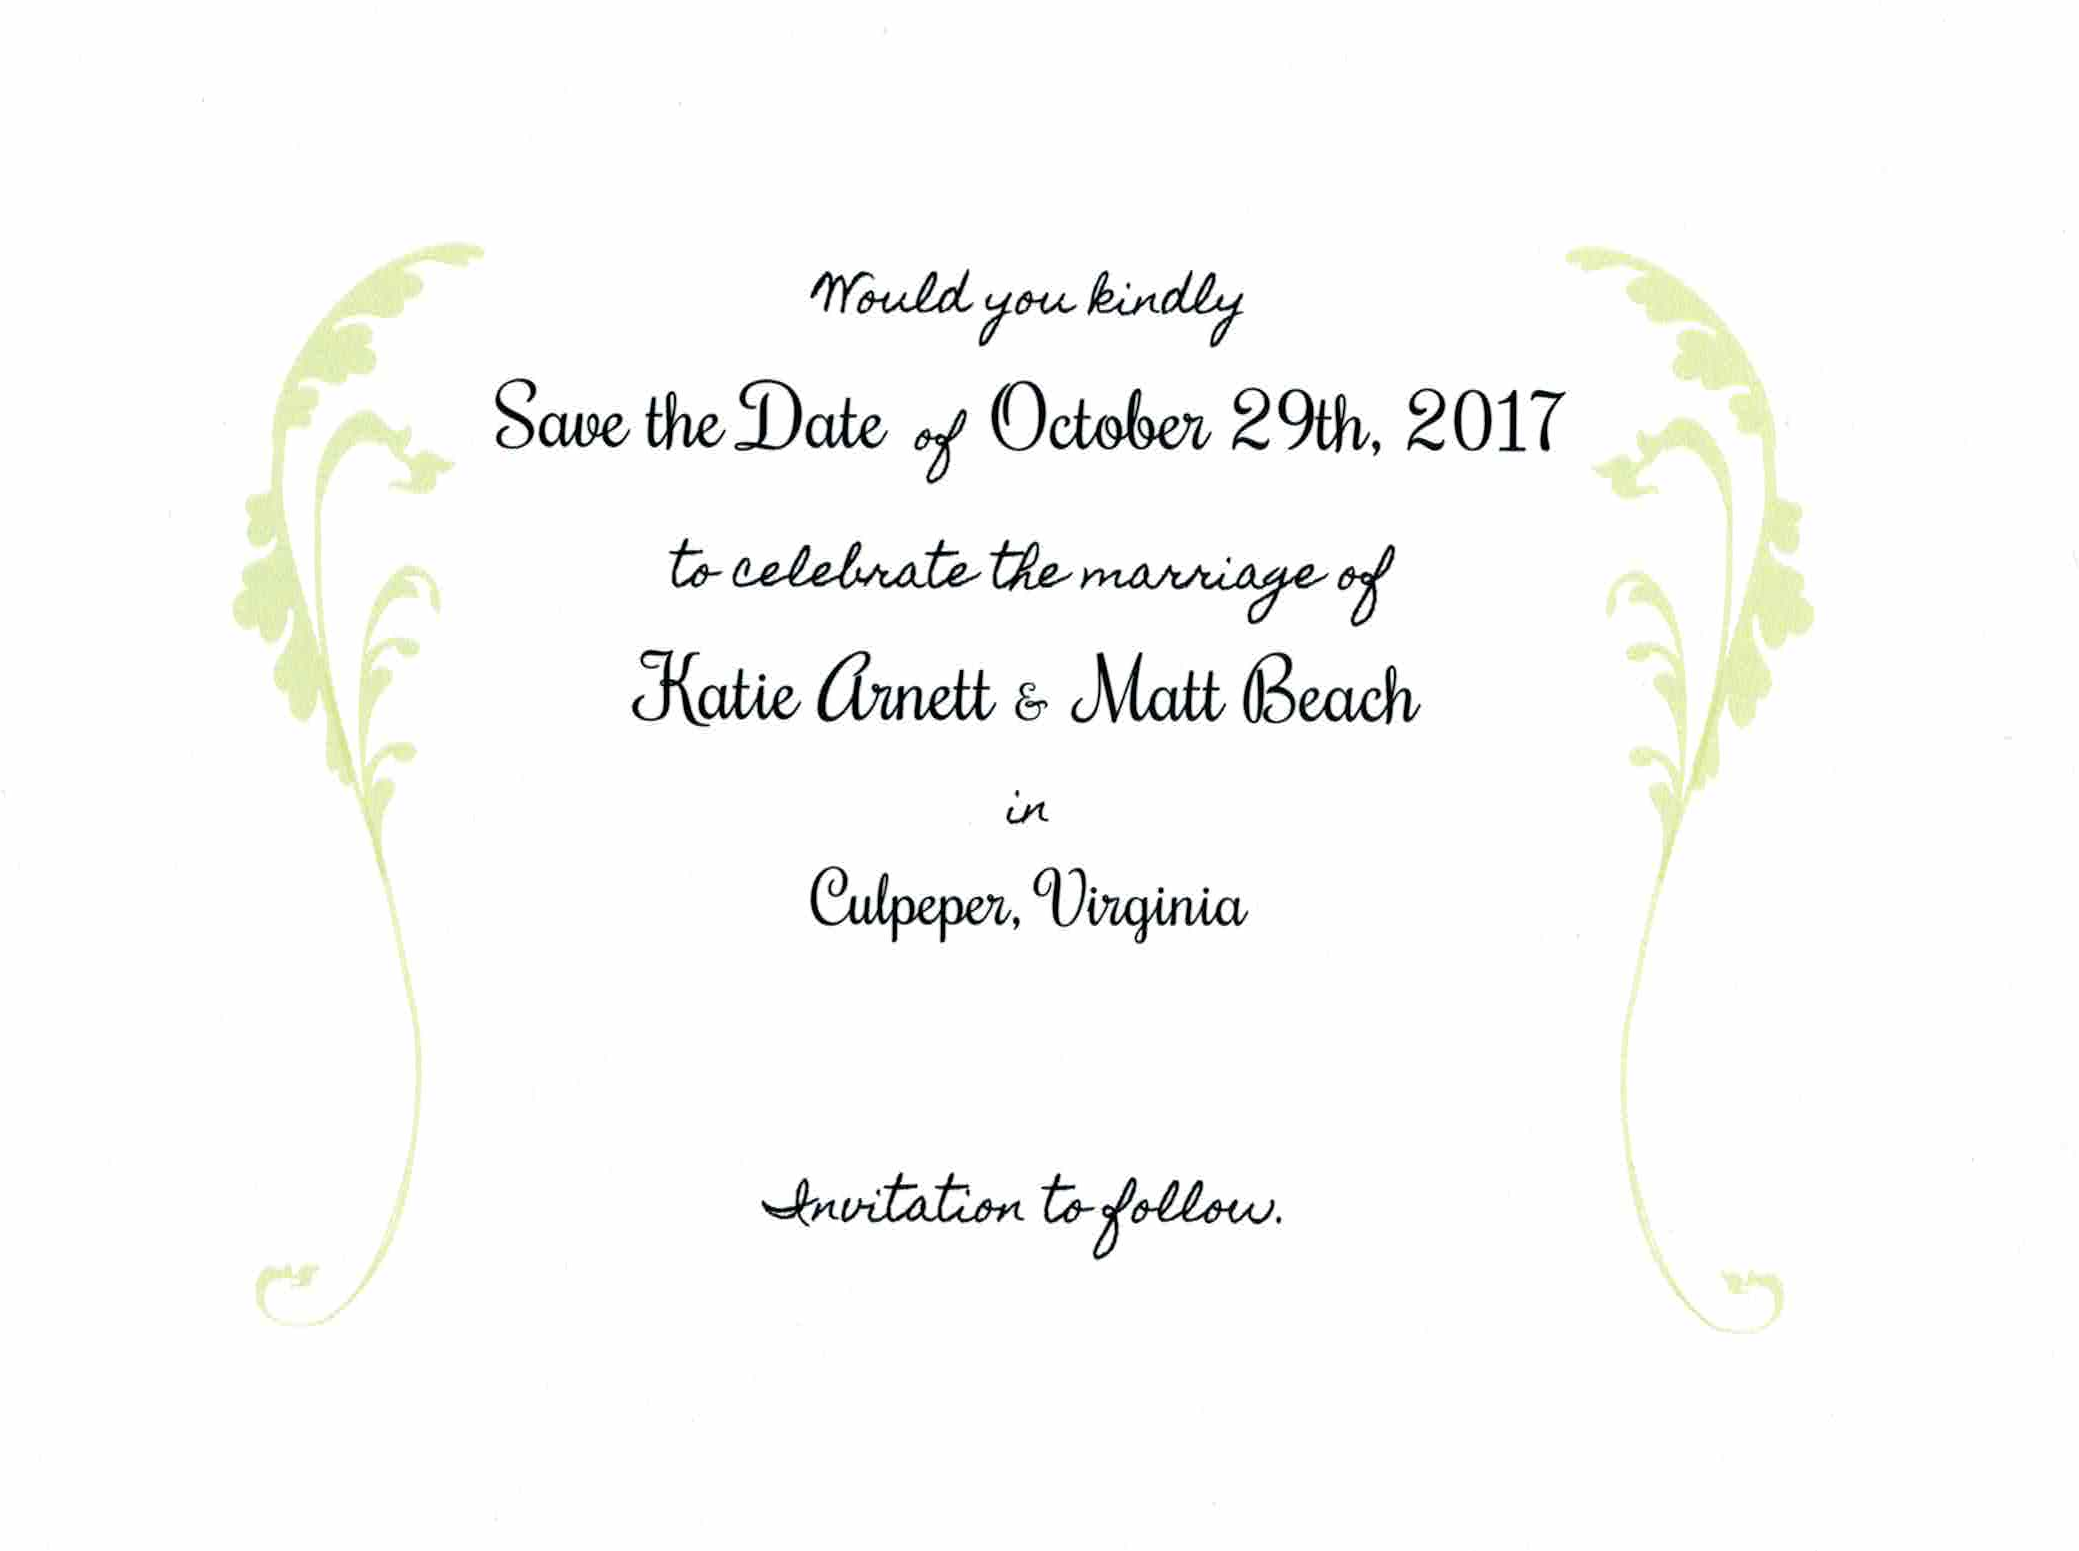 Would you kindly
Save the Date of October 29th, 2017
to celebrate the marriage of
Katie Arnett & Matt Beach
in
Culpeper, Virginia
Invitation to follow.